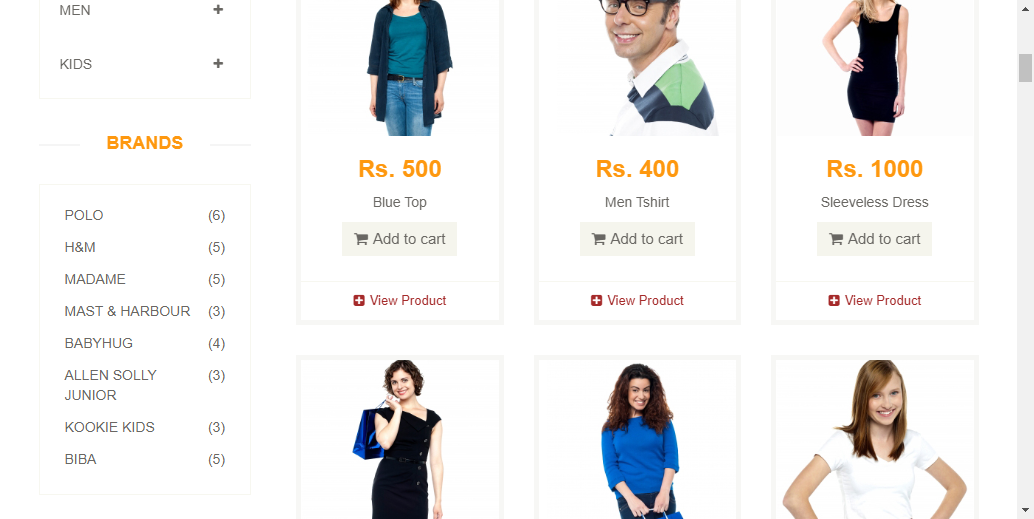 MEN
KIDS
BRANDS
POLO (6)
H&M (5)
MADAME (5)
MAST & HARBOUR (3)
BABYHUG (4)
ALLEN SOLLY (3)
JUNIOR
KOOKIE KIDS (3)
BIBA (5)
Rs. 500
Blue Top
Add to cart
View Product
Rs. 400
Men Tshirt
Add to cart
View Product
Rs. 1000
Sleeveless Dress
Add to cart
View Product